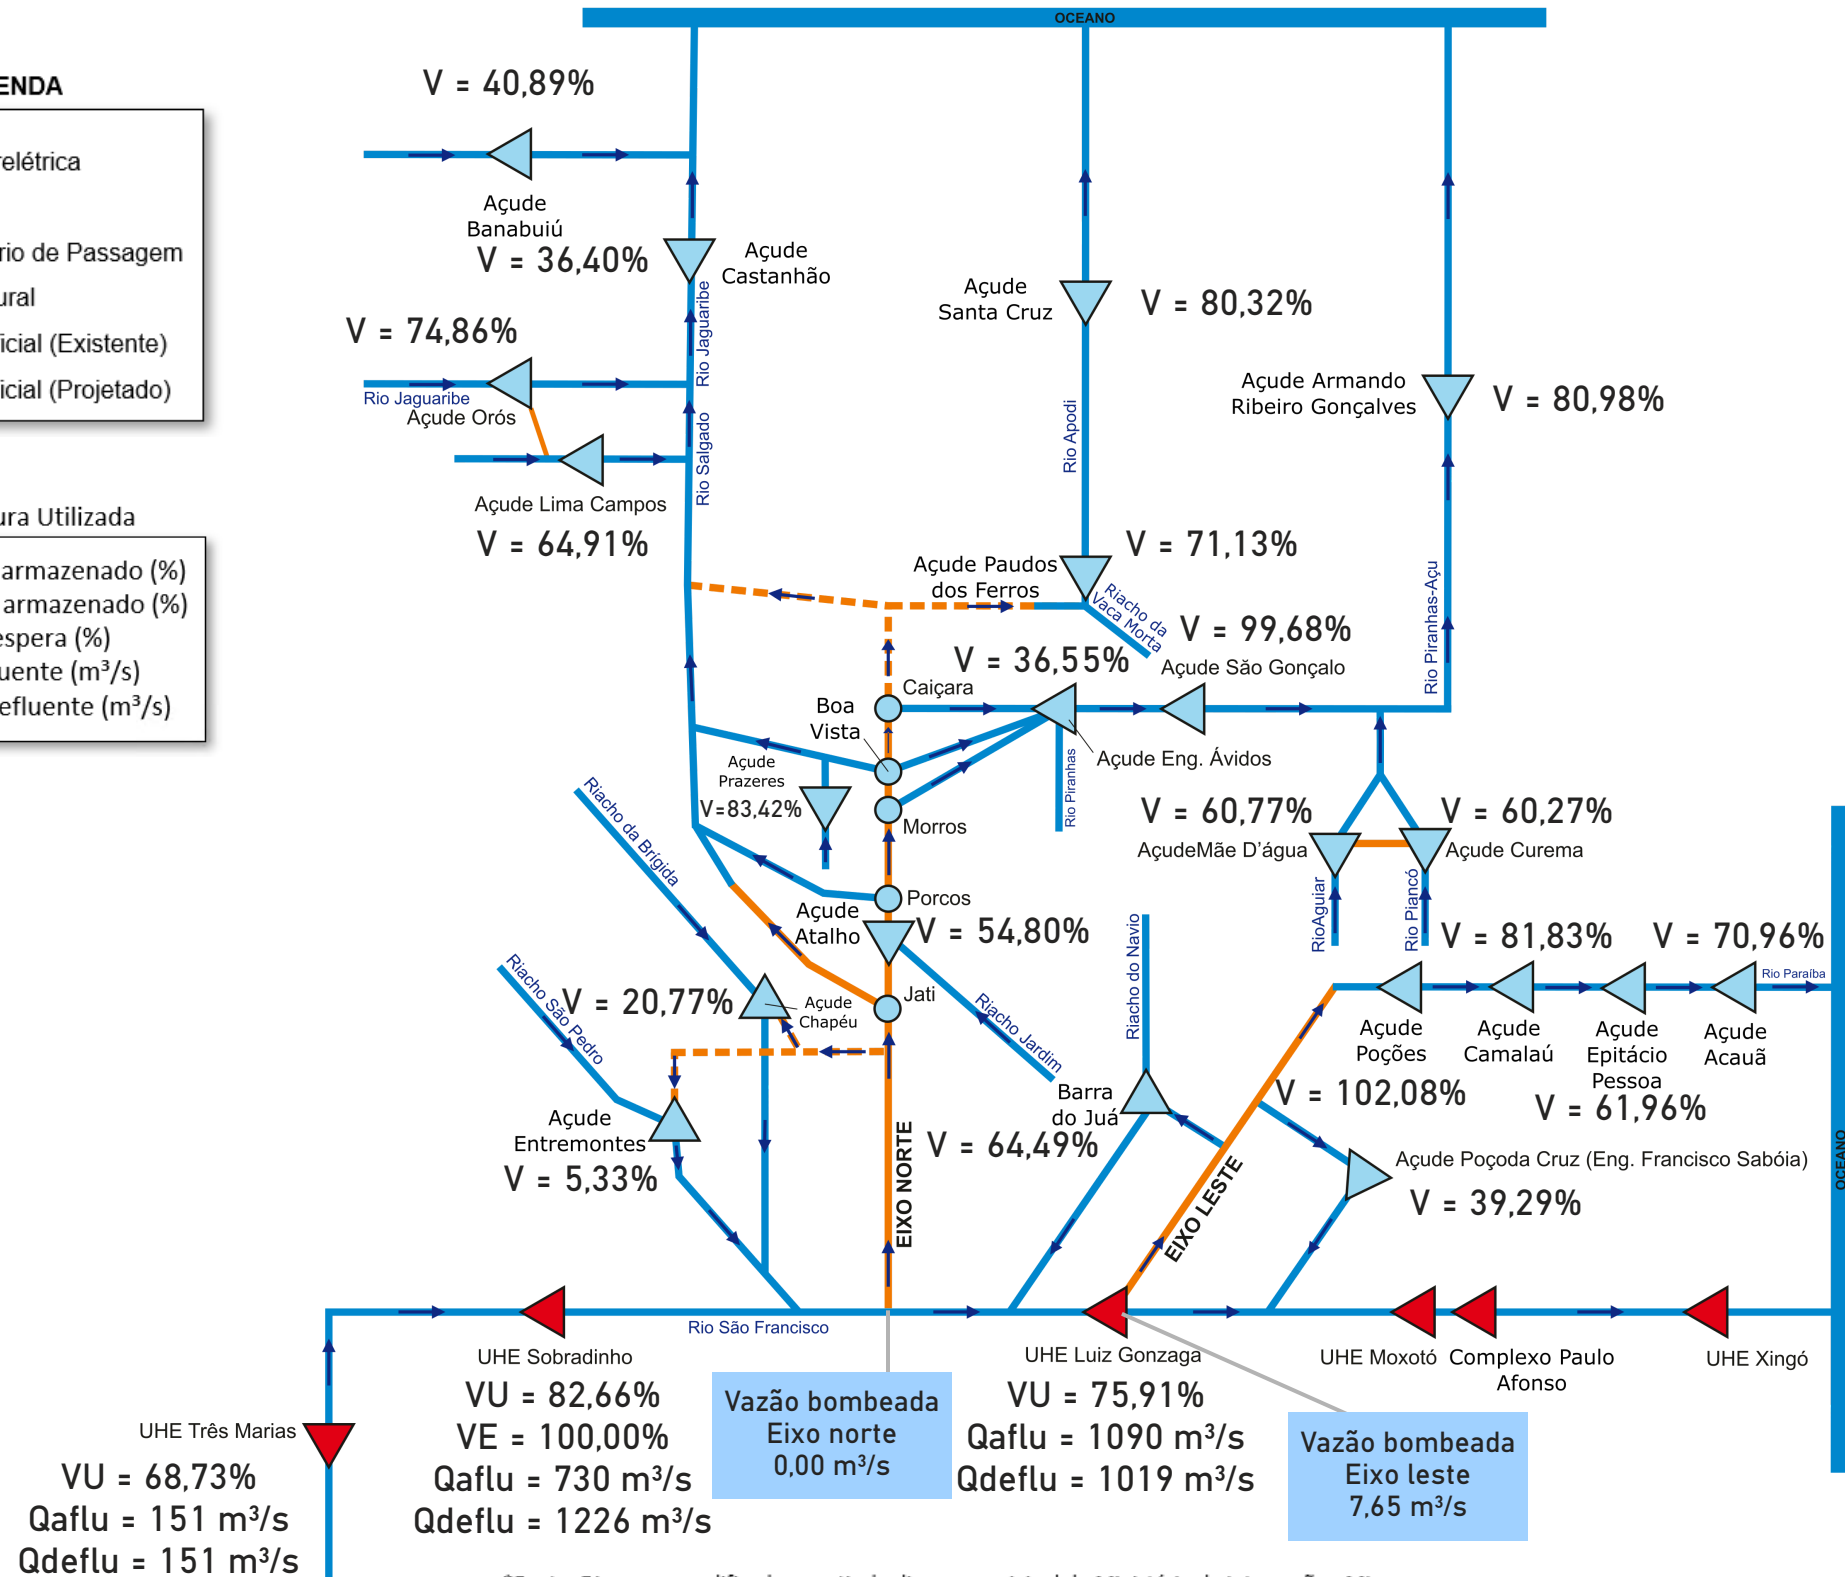 OCEANO
ENDA
relétrica
rio de Passagem
ural
icial (Existente)
icial (Projetado)
ura Utilizada
armazenado (%)
armazenado (%)
espera (%)
uente (m³/s)
efluente (m³/s)
V = 40,89%
Açude
Banabuiú
V = 36,40%
Açude
Castanhão
V = 74,86%
Rio Jaguaribe
Açude Orós
Rio Jaguaribe
Rio Salgado
Açude Lima Campos
V = 64,91%
Açude
Santa Cruz
V = 80,32%
Rio Apodi
Açude Armando
Ribeiro Gonçalves
V = 80,98%
V = 71,13%
Açude Paudos
dos Ferros
Riacho da
Vaca Morta
V = 99,68%
Açude São Gonçalo
V = 36,55%
Rio Piranhas-Açu
Caiçara
Boa
Vista
Açude Eng. Ávidos
Rio Piranhas
Açude
Prazeres
V=83,42%
Morros
Riacho da Brígida
V = 60,77%
V = 60,27%
AçudeMãe D'água
Açude Curema
RioAguiar
Rio Piancó
Porcos
Açude
Atalho
V = 54,80%
Riacho do Navio
V = 81,83%
V = 70,96%
Rio Paraíba
Riacho São Pedro
V = 20,77%
Açude
Chapéu
Jati
Riacho Jardim
Açude
Poções
Açude
Camalaú
Açude
Epitácio
Pessoa
Açude
Acauã
V = 102,08%
V = 61,96%
Barra
do Juá
V = 64,49%
Açude
Entremontes
V = 5,33%
EIXO NORTE
EIXO LESTE
Açude Poçoda Cruz (Eng. Francisco Sabóia)
V = 39,29%
OCEANO
Rio São Francisco
UHE Sobradinho
VU = 82,66%
VE = 100,00%
Qaflu = 730 m³/s
Qdeflu = 1226 m³/s
Vazão bombeada
Eixo norte
0,00 m³/s
UHE Luiz Gonzaga
VU = 75,91%
Qaflu = 1090 m³/s
Qdeflu = 1019 m³/s
Vazão bombeada
Eixo leste
7,65 m³/s
UHE Moxotó
Complexo Paulo
Afonso
UHE Xingó
UHE Três Marias
VU = 68,73%
Qaflu = 151 m³/s
Qdeflu = 151 m³/s